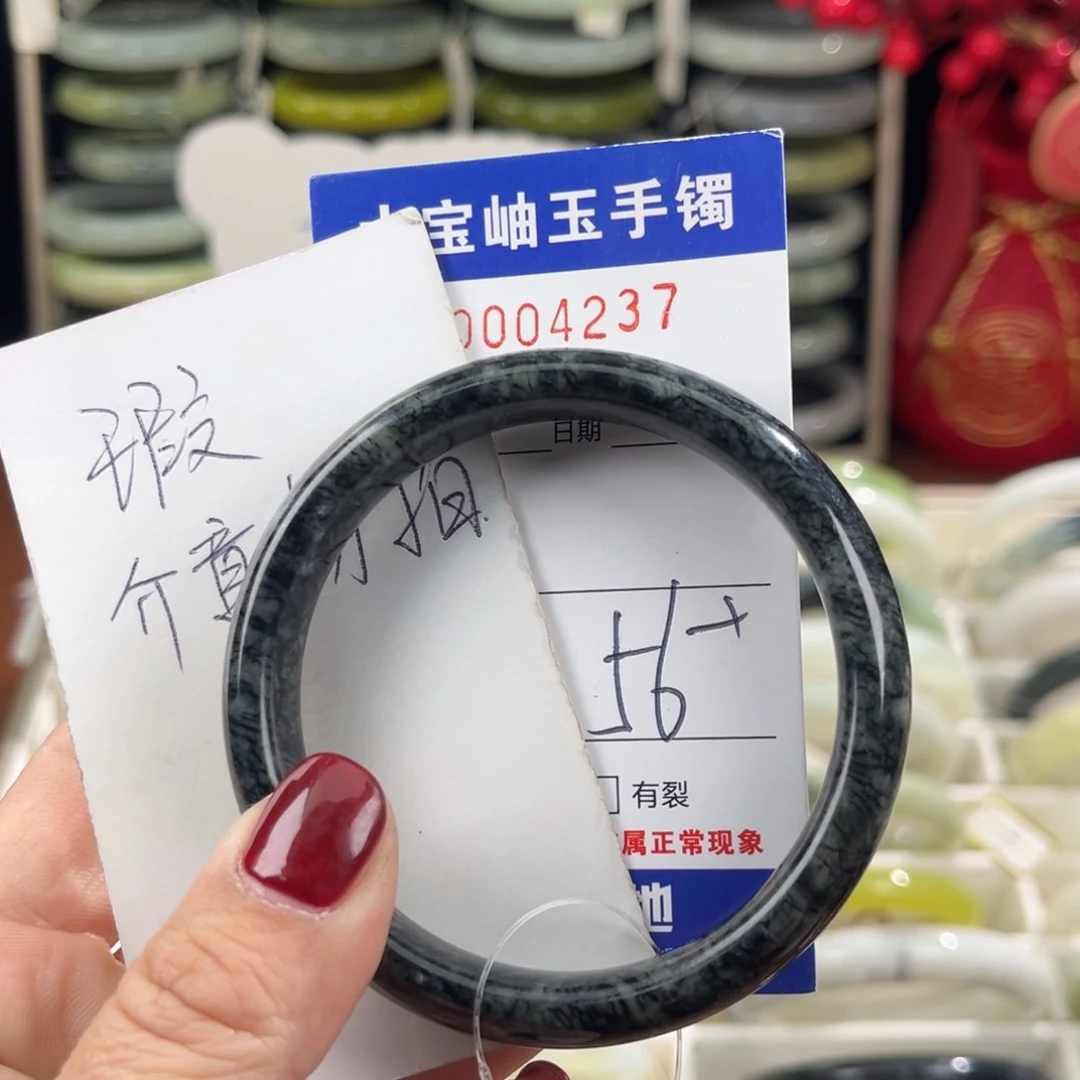 宝岫玉手镯
0004237
日期
瑕
介意勿拍
56+
有裂
属正常现象
地